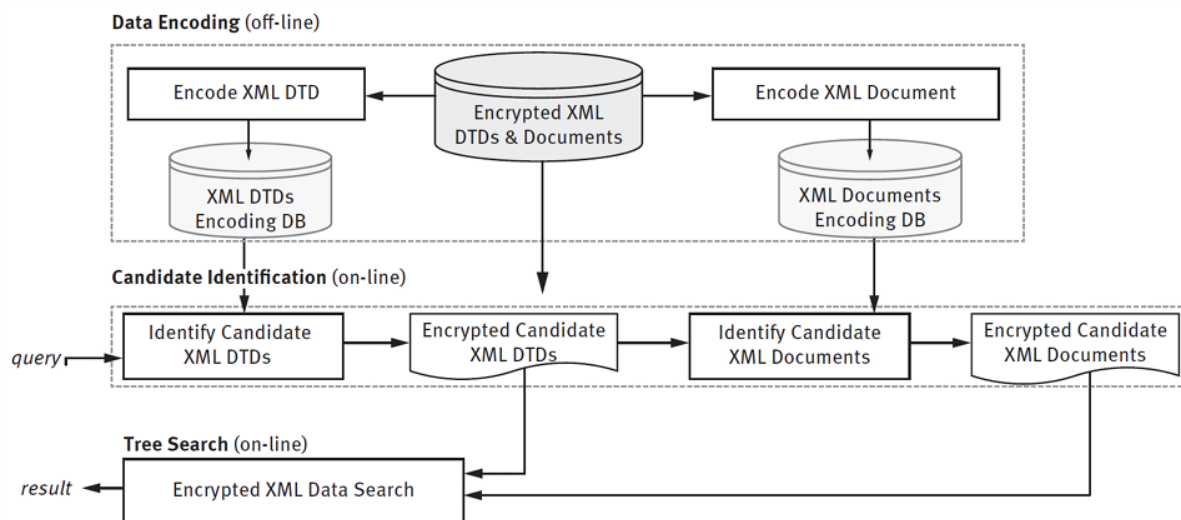 Data Encoding (off-line)
Encode XML DTD
Encrypted XML
DTDs & Documents
Encode XML Document
XML DTDs
Encoding DB
XML Documents
Encoding DB
Candidate Identification (on-line)
query
Identify Candidate
XML DTDs
Encrypted Candidate
XML DTDs
Identify Candidate
XML Documents
Encrypted Candidate
XML Documents
Tree Search (on-line)
result
Encrypted XML Data Search